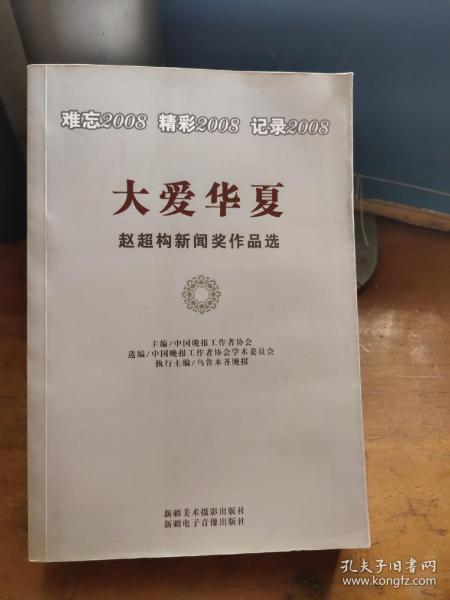 难忘2008 精彩2008 记录2008
大爱华夏
赵超构新闻奖作品选
主编/中国晚报工作者协会
选编/中国晚报工作者协会学术委员会
执行主编/乌鲁木齐晚报
新疆美术摄影出版社
新疆电子音像出版社
孔夫子旧书网
www.kongfz.com